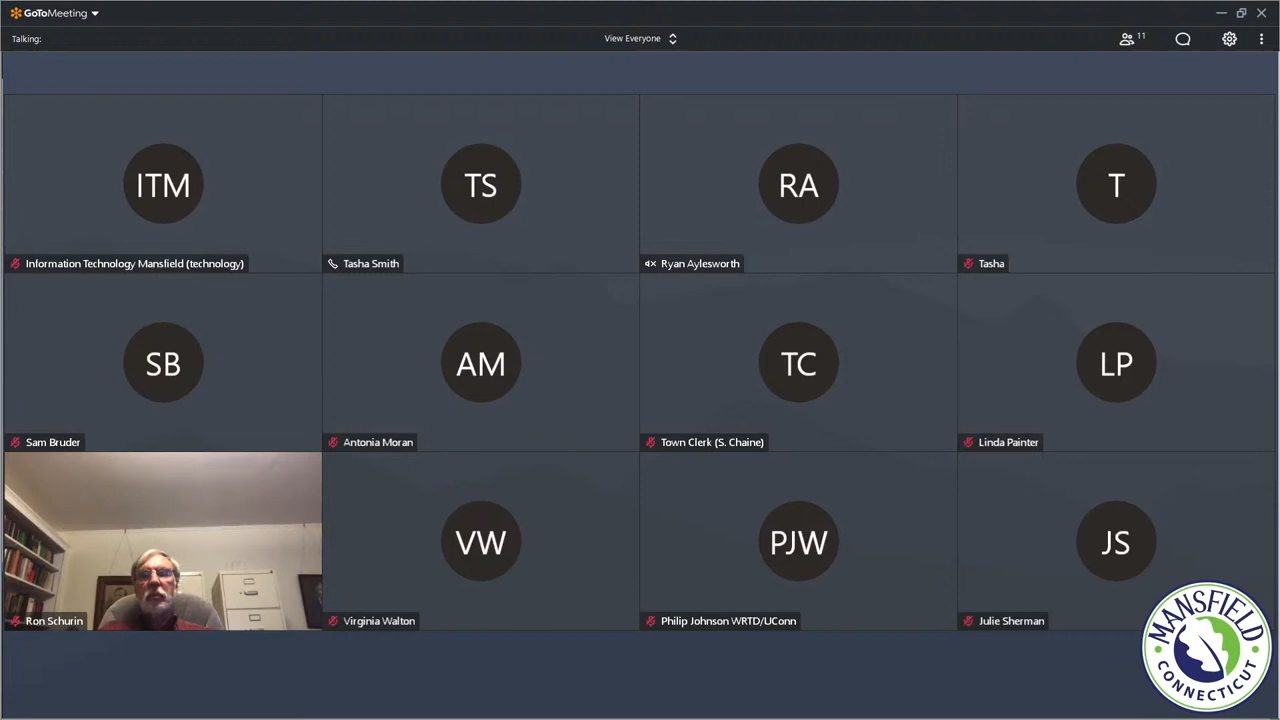 GoToMeeting
Talking:
View Everyone
11
ITM
TS
RA
T
Information Technology Mansfield (technology)
Tasha Smith
Ryan Aylesworth
Tasha
SB
AM
TC
LP
Sam Bruder
Antonia Moran
Town Clerk (S. Chaine)
Linda Painter
VW
PJW
JS
Ron Schurin
Virginia Walton
Philip Johnson WRTD/UConn
Julie Sherman
MANSFIELD
CONNECTICUT